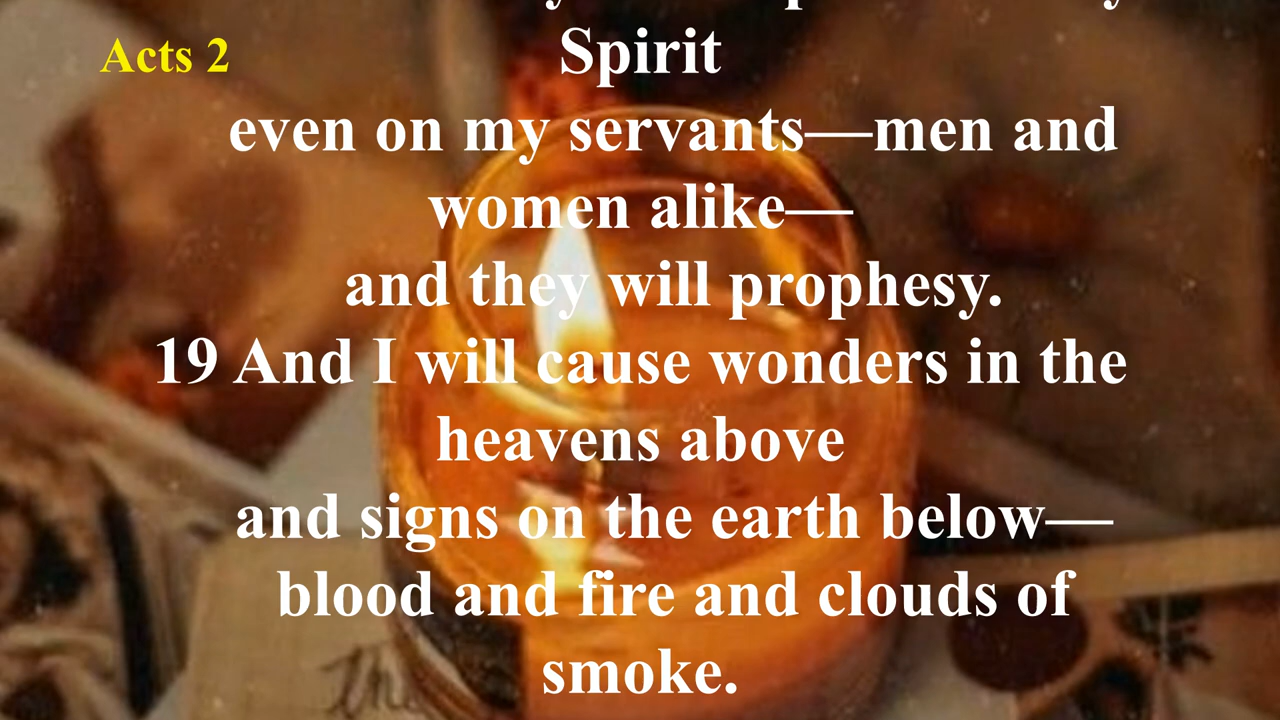 Acts 2
Spirit
even on my servants—men and
women alike—
and they will prophesy.
19 And I will cause wonders in the
heavens above
and signs on the earth below—
blood and fire and clouds of
smoke.
the